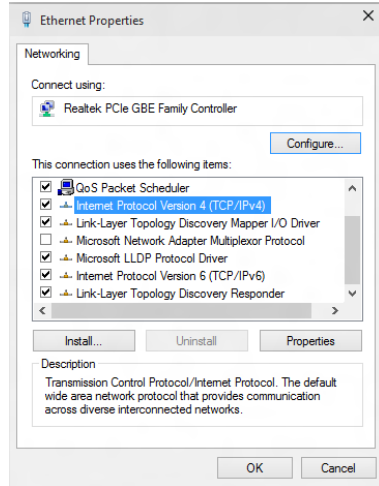 Ethernet Properties
Networking
Connect using:
Realtek PCIe GBE Family Controller
Configure...
This connection uses the following items:
QoS Packet Scheduler
Internet Protocol Version 4 (TCP/IPv4)
Link-Layer Topology Discovery Mapper I/O Driver
Microsoft Network Adapter Multiplexor Protocol
Microsoft LLDP Protocol Driver
Internet Protocol Version 6 (TCP/IPv6)
Link-Layer Topology Discovery Responder
Install... Uninstall Properties
Description
Transmission Control Protocol/Internet Protocol. The default
wide area network protocol that provides communication
across diverse interconnected networks.
OK Cancel